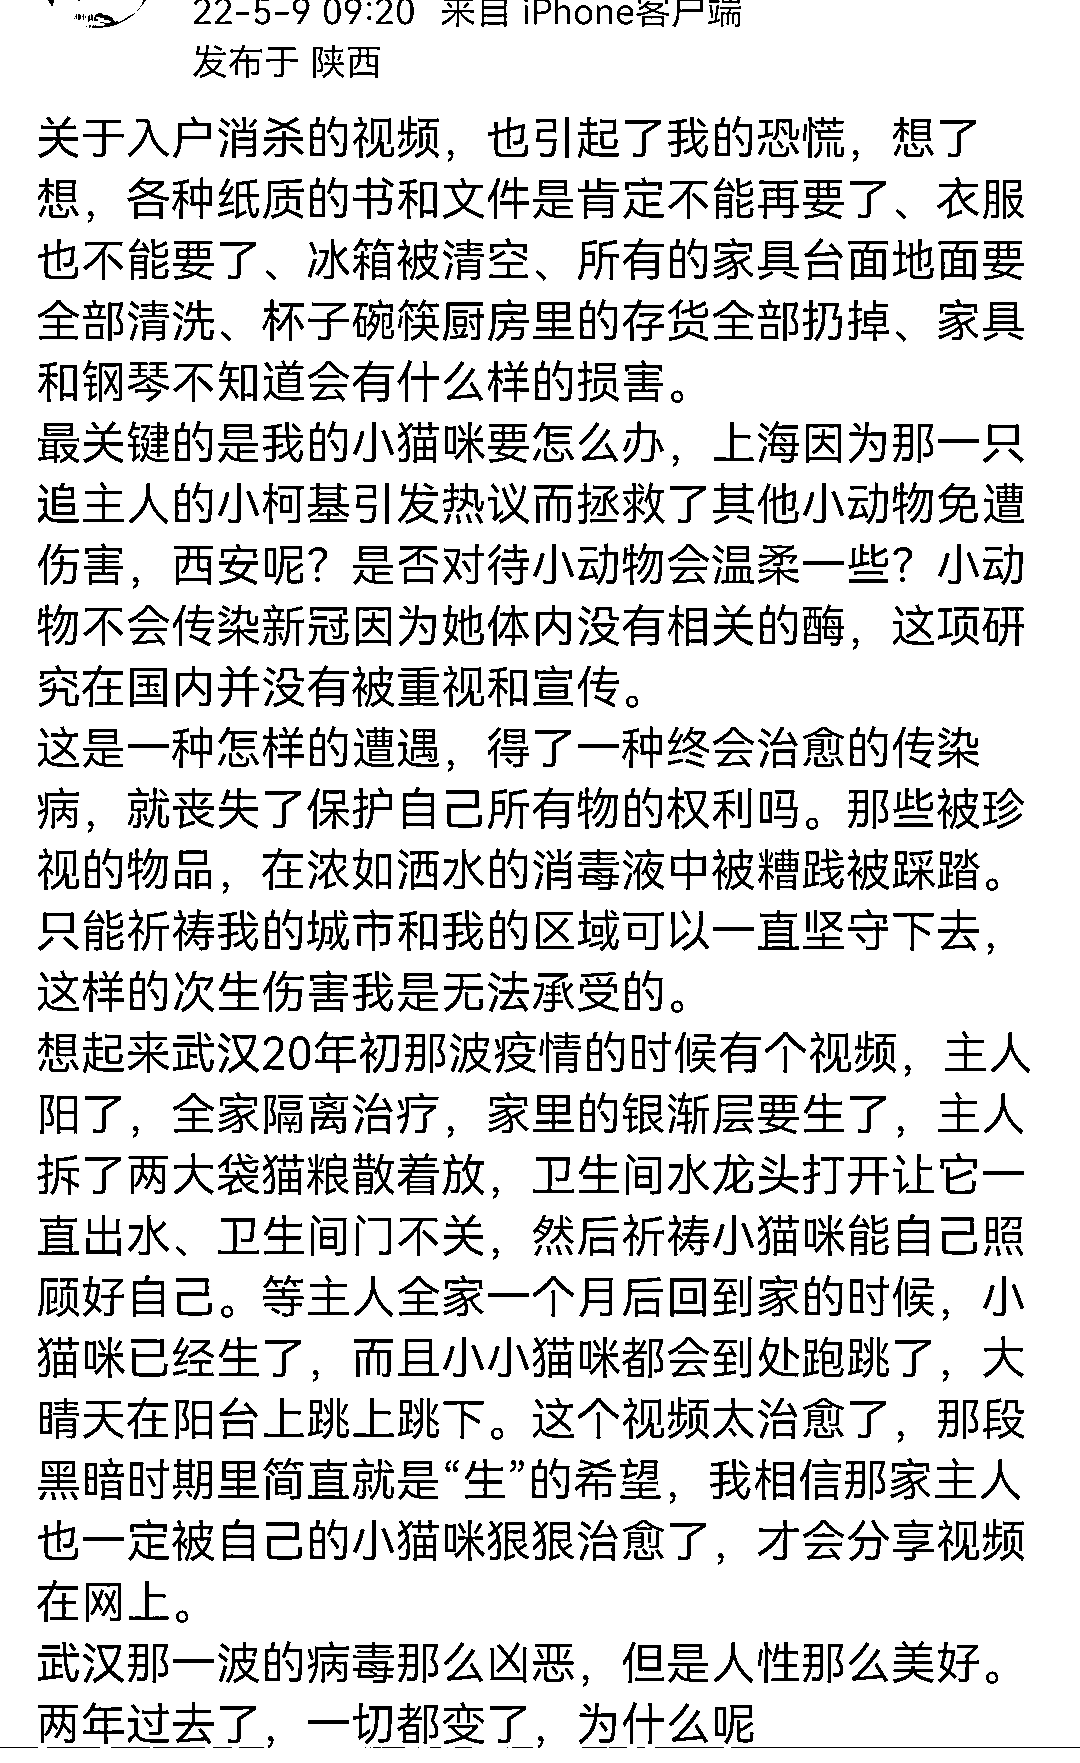 22-5-9 09:20 来自 iPhone客户端
发布于 陕西
关于入户消杀的视频，也引起了我的恐慌，想了
想，各种纸质的书和文件是肯定不能再要了、衣服
也不能要了、冰箱被清空、所有的家具台面地面要
全部清洗、杯子碗筷厨房里的存货全部扔掉、家具
和钢琴不知道会有什么样的损害。
最关键的是我的小猫咪要怎么办，上海因为那一只
追主人的小柯基引发热议而拯救了其他小动物免遭
伤害，西安呢？是否对待小动物会温柔一些？小动
物不会传染新冠因为她体内没有相关的酶，这项研
究在国内并没有被重视和宣传。
这是一种怎样的遭遇，得了一种终会治愈的传染
病，就丧失了保护自己所有物的权利吗。那些被珍
视的物品，在浓如洒水的消毒液中被糟践被踩踏。
只能祈祷我的城市和我的区域可以一直坚守下去，
这样的次生伤害我是无法承受的。
想起来武汉20年初那波疫情的时候有个视频，主人
阳了，全家隔离治疗，家里的银渐层要生了，主人
拆了两大袋猫粮散着放，卫生间水龙头打开让它一
直出水、卫生间门不关，然后祈祷小猫咪能自己照
顾好自己。等主人全家一个月后回到家的时候，小
猫咪已经生了，而且小小猫咪都会到处跑跳了，大
晴天在阳台上跳上跳下。这个视频太治愈了，那段
黑暗时期里简直就是“生”的希望，我相信那家主人
也一定被自己的小猫咪狠狠治愈了，才会分享视频
在网上。
武汉那一波的病毒那么凶恶，但是人性那么美好。
两年过去了，一切都变了，为什么呢